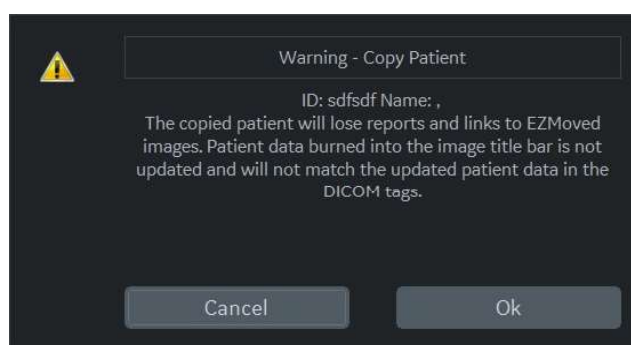 Warning - Copy Patient
ID: sdfsdf Name: ,
The copied patient will lose reports and links to EZMoved
images. Patient data burned into the image title bar is not
updated and will not match the updated patient data in the
DICOM tags.
Cancel
Ok